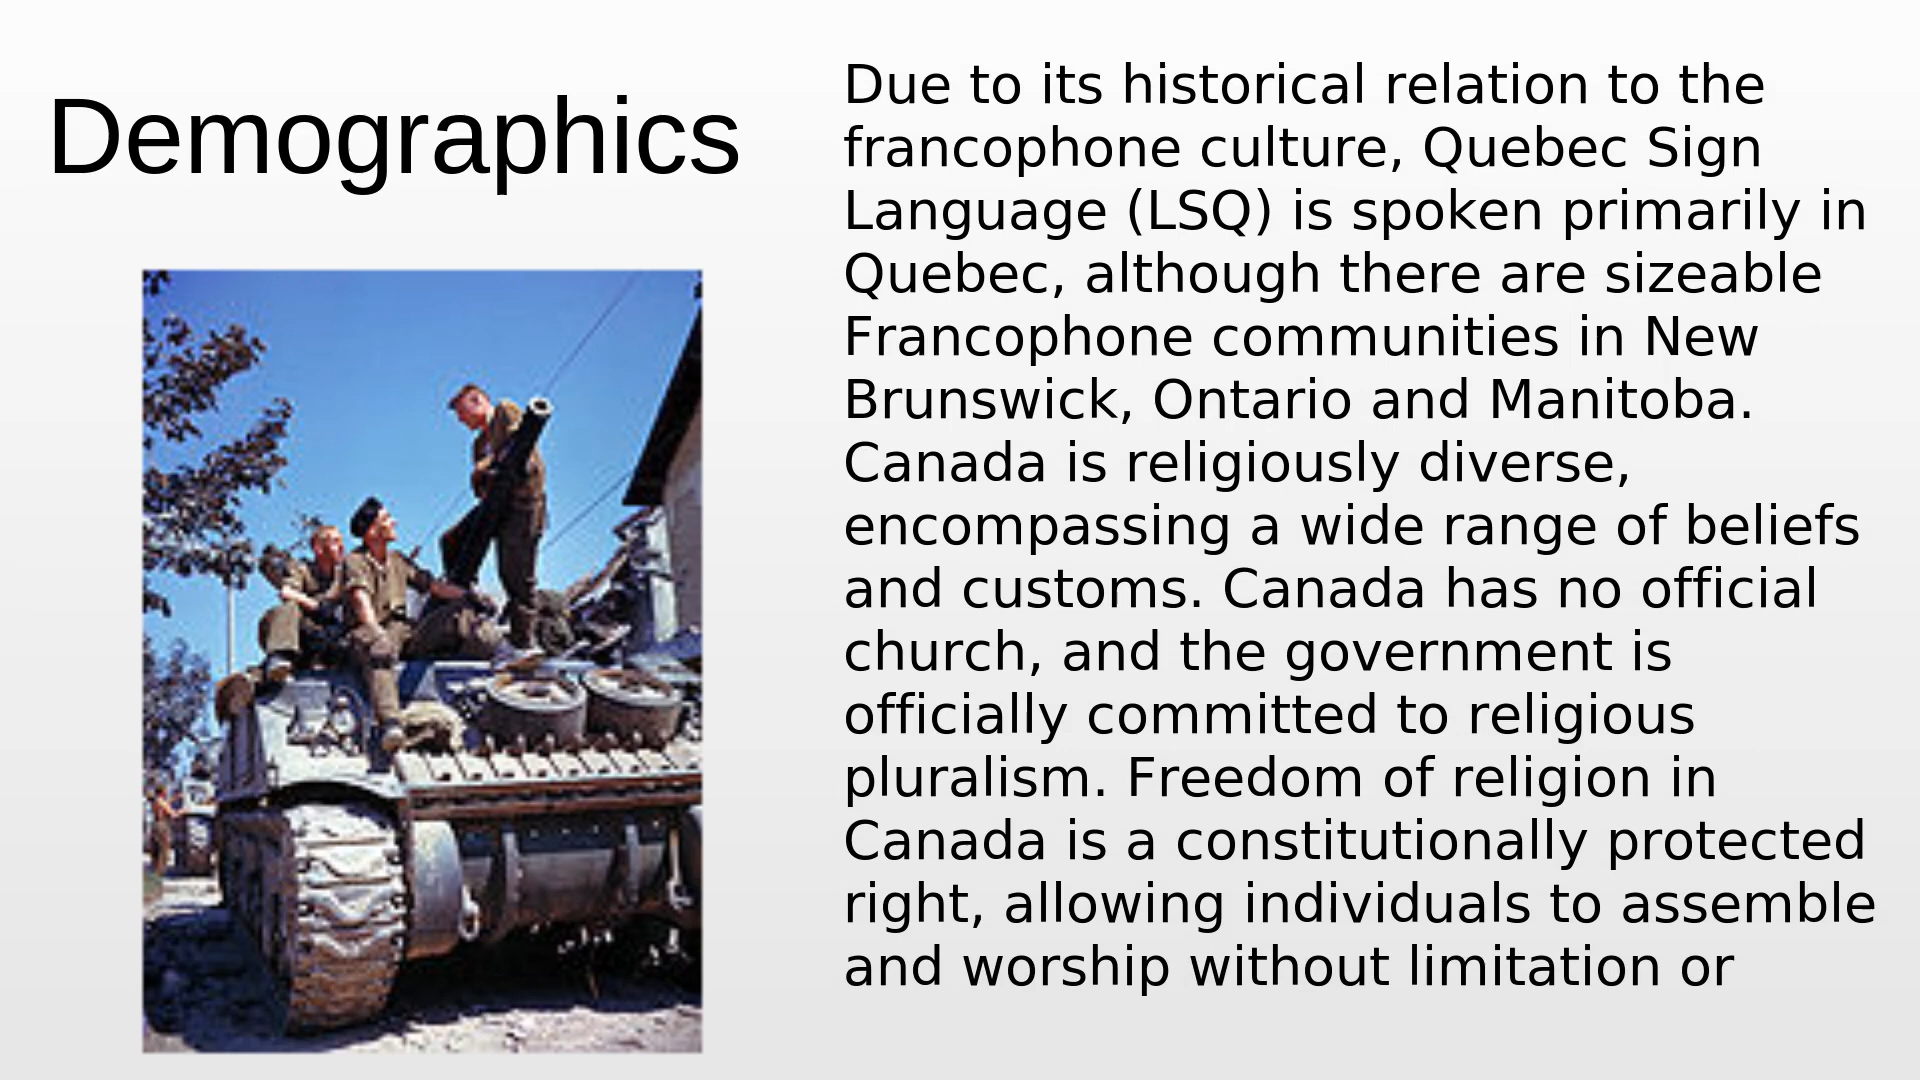 Demographics
Due to its historical relation to the
francophone culture, Quebec Sign
Language (LSQ) is spoken primarily in
Quebec, although there are sizeable
Francophone communities in New
Brunswick, Ontario and Manitoba.
Canada is religiously diverse,
encompassing a wide range of beliefs
and customs. Canada has no official
church, and the government is
officially committed to religious
pluralism. Freedom of religion in
Canada is a constitutionally protected
right, allowing individuals to assemble
and worship without limitation or